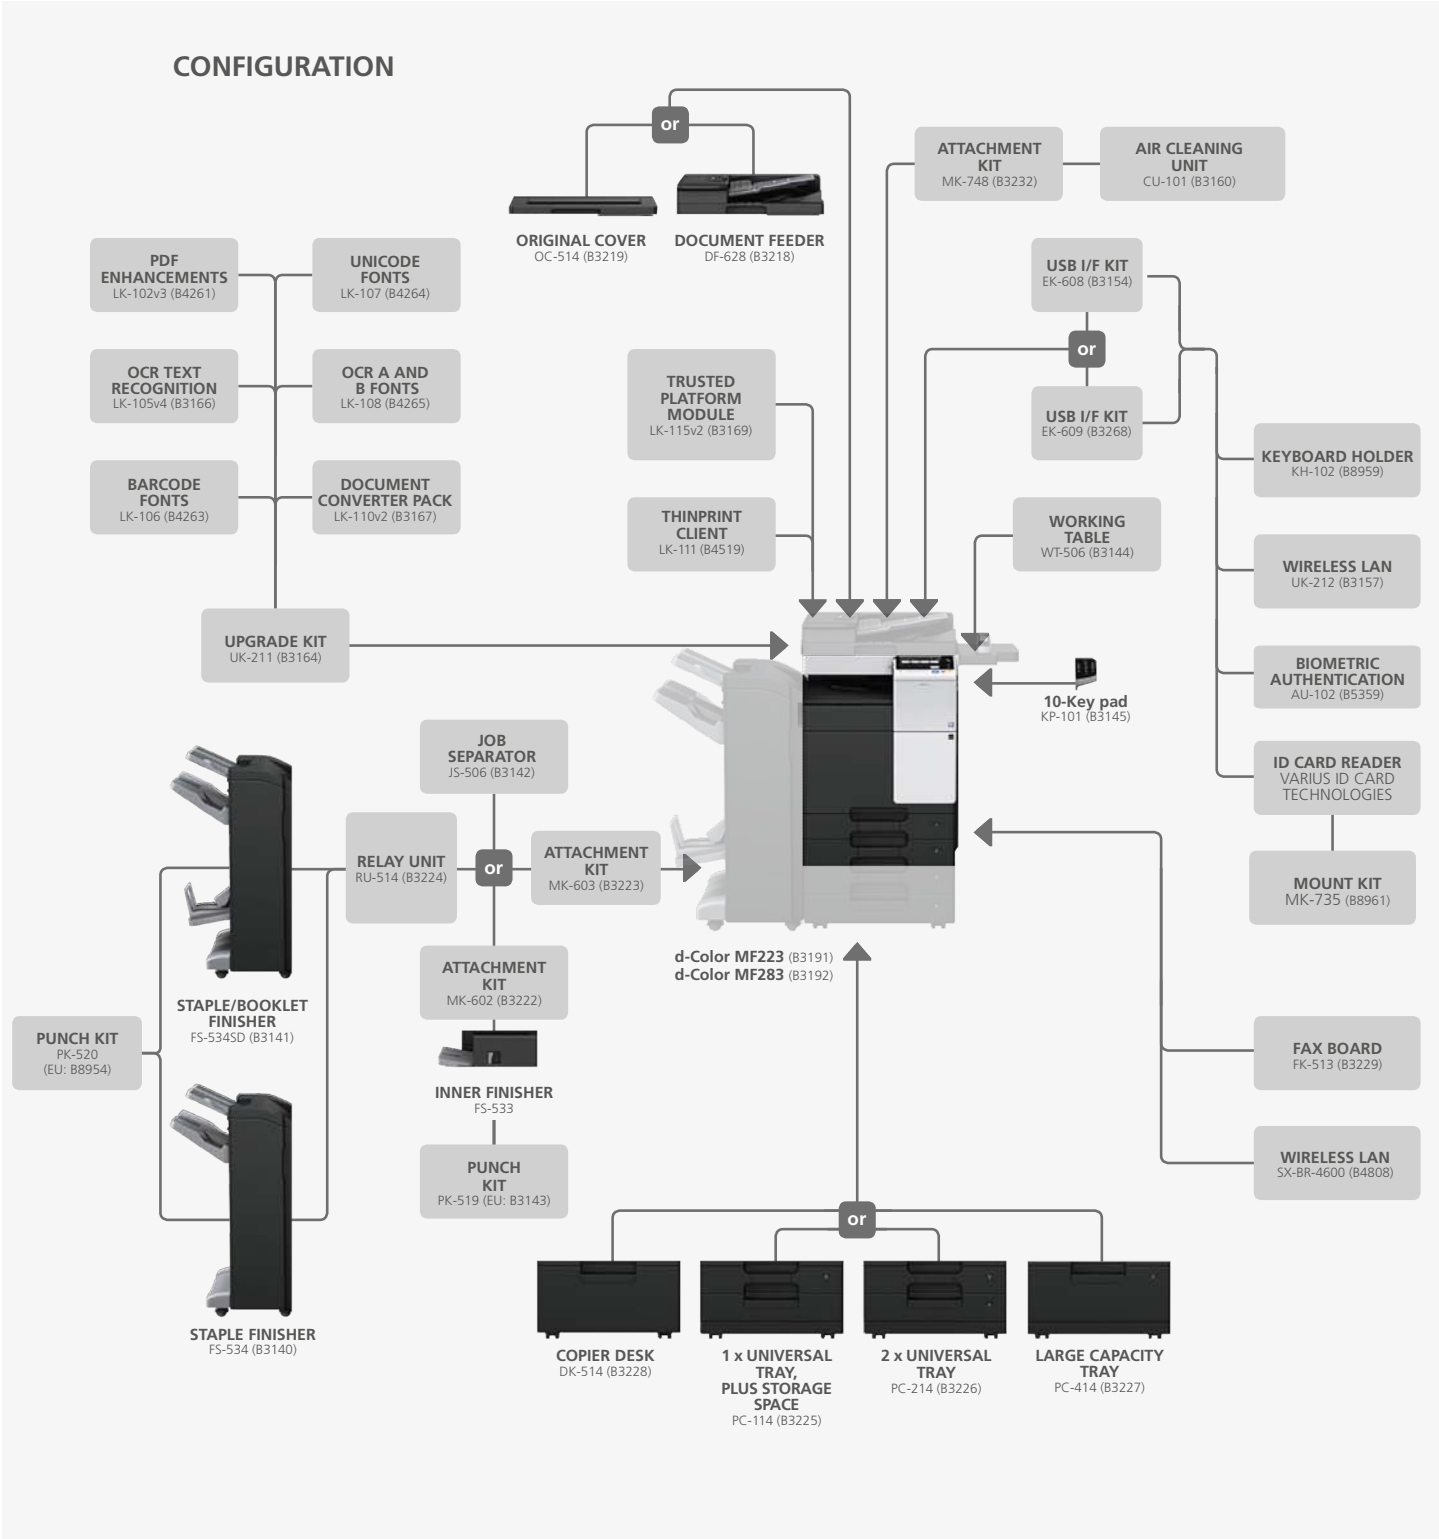 CONFIGURATION
or
ORIGINAL COVER
OC-514 (B3219)
DOCUMENT FEEDER
DF-628 (B3218)
ATTACHMENT
KIT
MK-748 (B3232)
AIR CLEANING
UNIT
CU-101 (B3160)
PDF
ENHANCEMENTS
LK-102v3 (B4261)
UNICODE
FONTS
LK-107 (B4264)
OCR TEXT
RECOGNITION
LK-105v4 (B3166)
OCR A AND
B FONTS
LK-108 (B4265)
BARCODE
FONTS
LK-106 (B4263)
DOCUMENT
CONVERTER PACK
LK-110v2 (B3167)
UPGRADE KIT
UK-211 (B3164)
TRUSTED
PLATFORM
MODULE
LK-115v2 (B3169)
THINPRINT
CLIENT
LK-111 (B4519)
USB I/F KIT
EK-608 (B3154)
or
USB I/F KIT
EK-609 (B3268)
WORKING
TABLE
WT-506 (B3144)
KEYBOARD HOLDER
KH-102 (B8959)
WIRELESS LAN
UK-212 (B3157)
BIOMETRIC
AUTHENTICATION
AU-102 (B5359)
ID CARD READER
VARIUS ID CARD
TECHNOLOGIES
MOUNT KIT
MK-735 (B8961)
10-Key pad
KP-101 (B3145)
JOB
SEPARATOR
JS-506 (B3142)
RELAY UNIT
RU-514 (B3224)
or
ATTACHMENT
KIT
MK-603 (B3223)
ATTACHMENT
KIT
MK-602 (B3222)
INNER FINISHER
FS-533
PUNCH
KIT
PK-519 (EU: B3143)
STAPLE/BOOKLET
FINISHER
FS-534SD (B3141)
PUNCH KIT
PK-520
(EU: B8954)
STAPLE FINISHER
FS-534 (B3140)
d-Color MF223 (B3191)
d-Color MF283 (B3192)
FAX BOARD
FK-513 (B3229)
WIRELESS LAN
SX-BR-4600 (B4808)
or
COPIER DESK
DK-514 (B3228)
1 x UNIVERSAL
TRAY,
PLUS STORAGE
SPACE
PC-114 (B3225)
2 x UNIVERSAL
TRAY
PC-214 (B3226)
LARGE CAPACITY
TRAY
PC-414 (B3227)